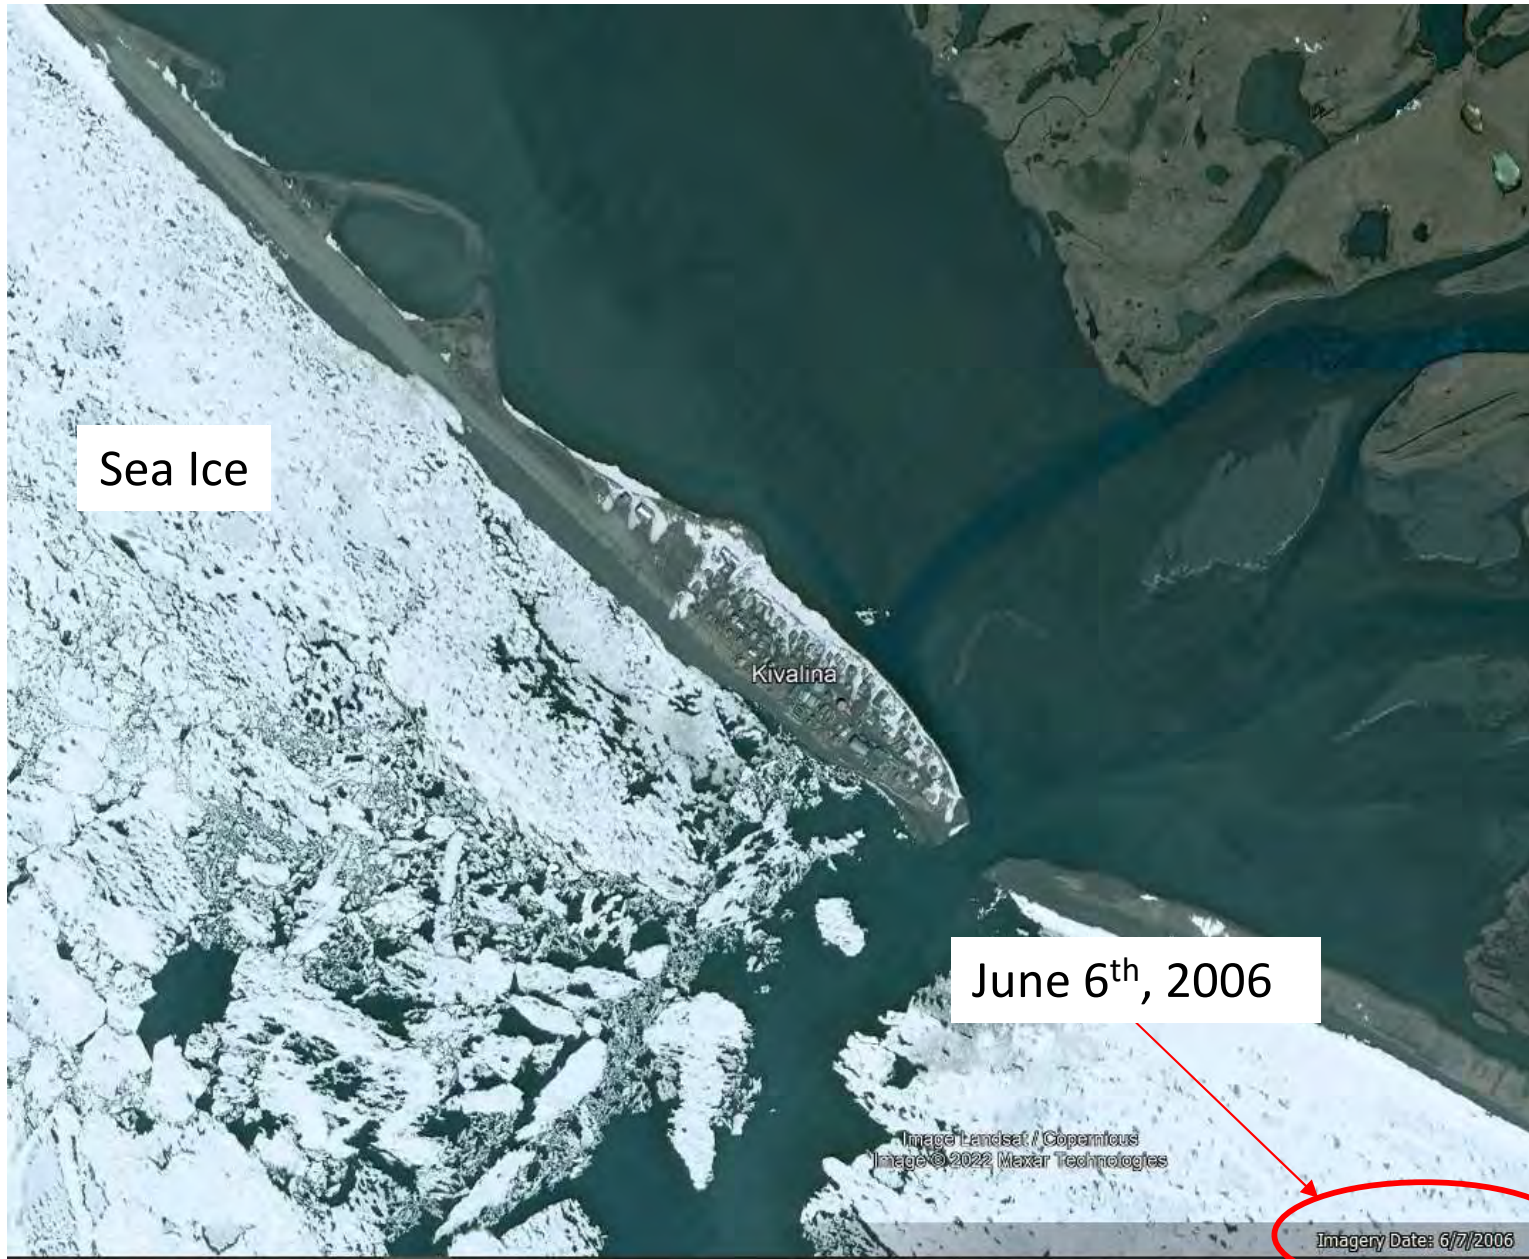 Sea Ice
Kivalina
June 6th, 2006
Image Landsat / Copernicus
Image © 2022 Maxar Technologies
Imagery Date: 6/7/2006